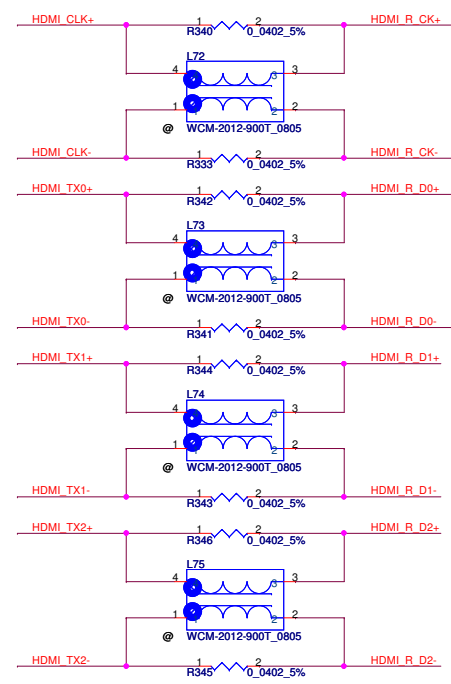 HDMI_CLK+ 1 2 HDMI_R_CK+
R340 0_0402_5%
L72
4 3 3
1 2 2
@ WCM-2012-900T_0805
HDMI_CLK- 1 2 HDMI_R_CK-
R333 0_0402_5%
HDMI_TX0+ 1 2 HDMI_R_D0+
R342 0_0402_5%
L73
4 3 3
1 2 2
@ WCM-2012-900T_0805
HDMI_TX0- 1 2 HDMI_R_D0-
R341 0_0402_5%
HDMI_TX1+ 1 2 HDMI_R_D1+
R344 0_0402_5%
L74
4 3 3
1 2 2
@ WCM-2012-900T_0805
HDMI_TX1- 1 2 HDMI_R_D1-
R343 0_0402_5%
HDMI_TX2+ 1 2 HDMI_R_D2+
R346 0_0402_5%
L75
4 3 3
1 2 2
@ WCM-2012-900T_0805
HDMI_TX2- 1 2 HDMI_R_D2-
R345 0_0402_5%